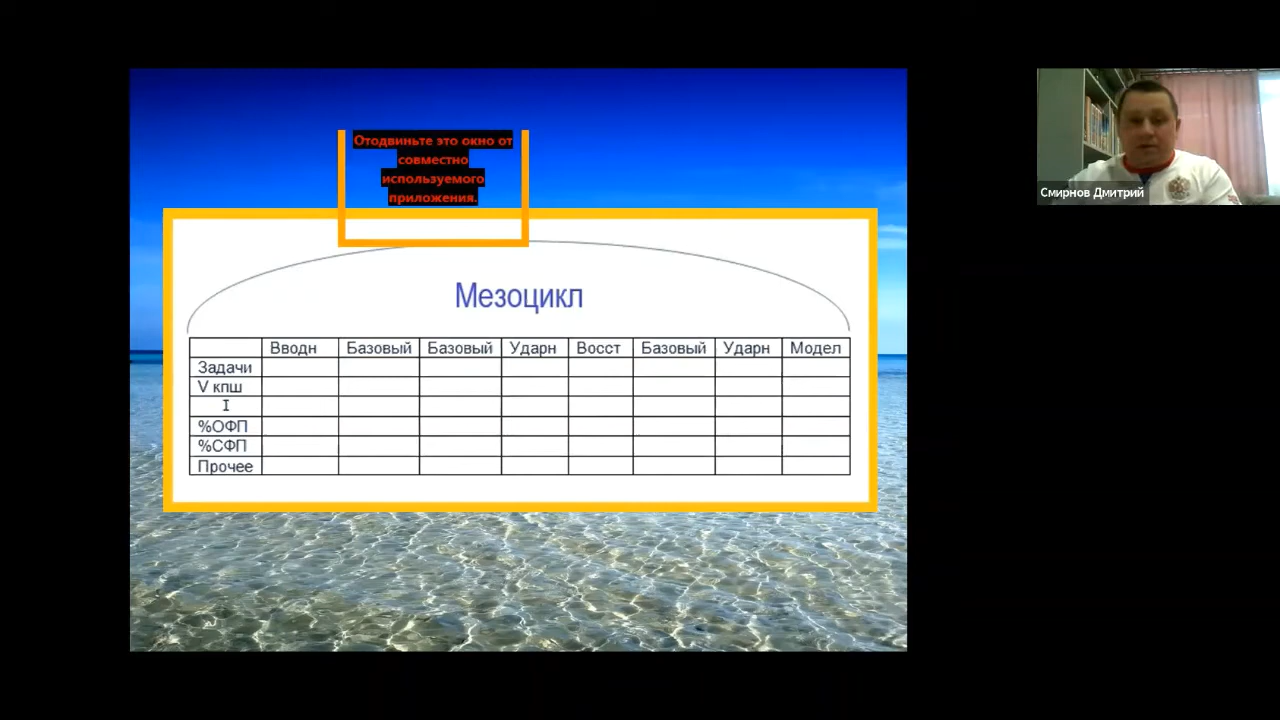 Отодвиньте это окно от
совместно
используемого
приложения.
Смирнов Дмитрий
Мезоцикл
Вводн Базовый Базовый Ударн Восст Базовый Ударн Модел
Задачи
V кпш
I
%ОФП
%СФП
Прочее